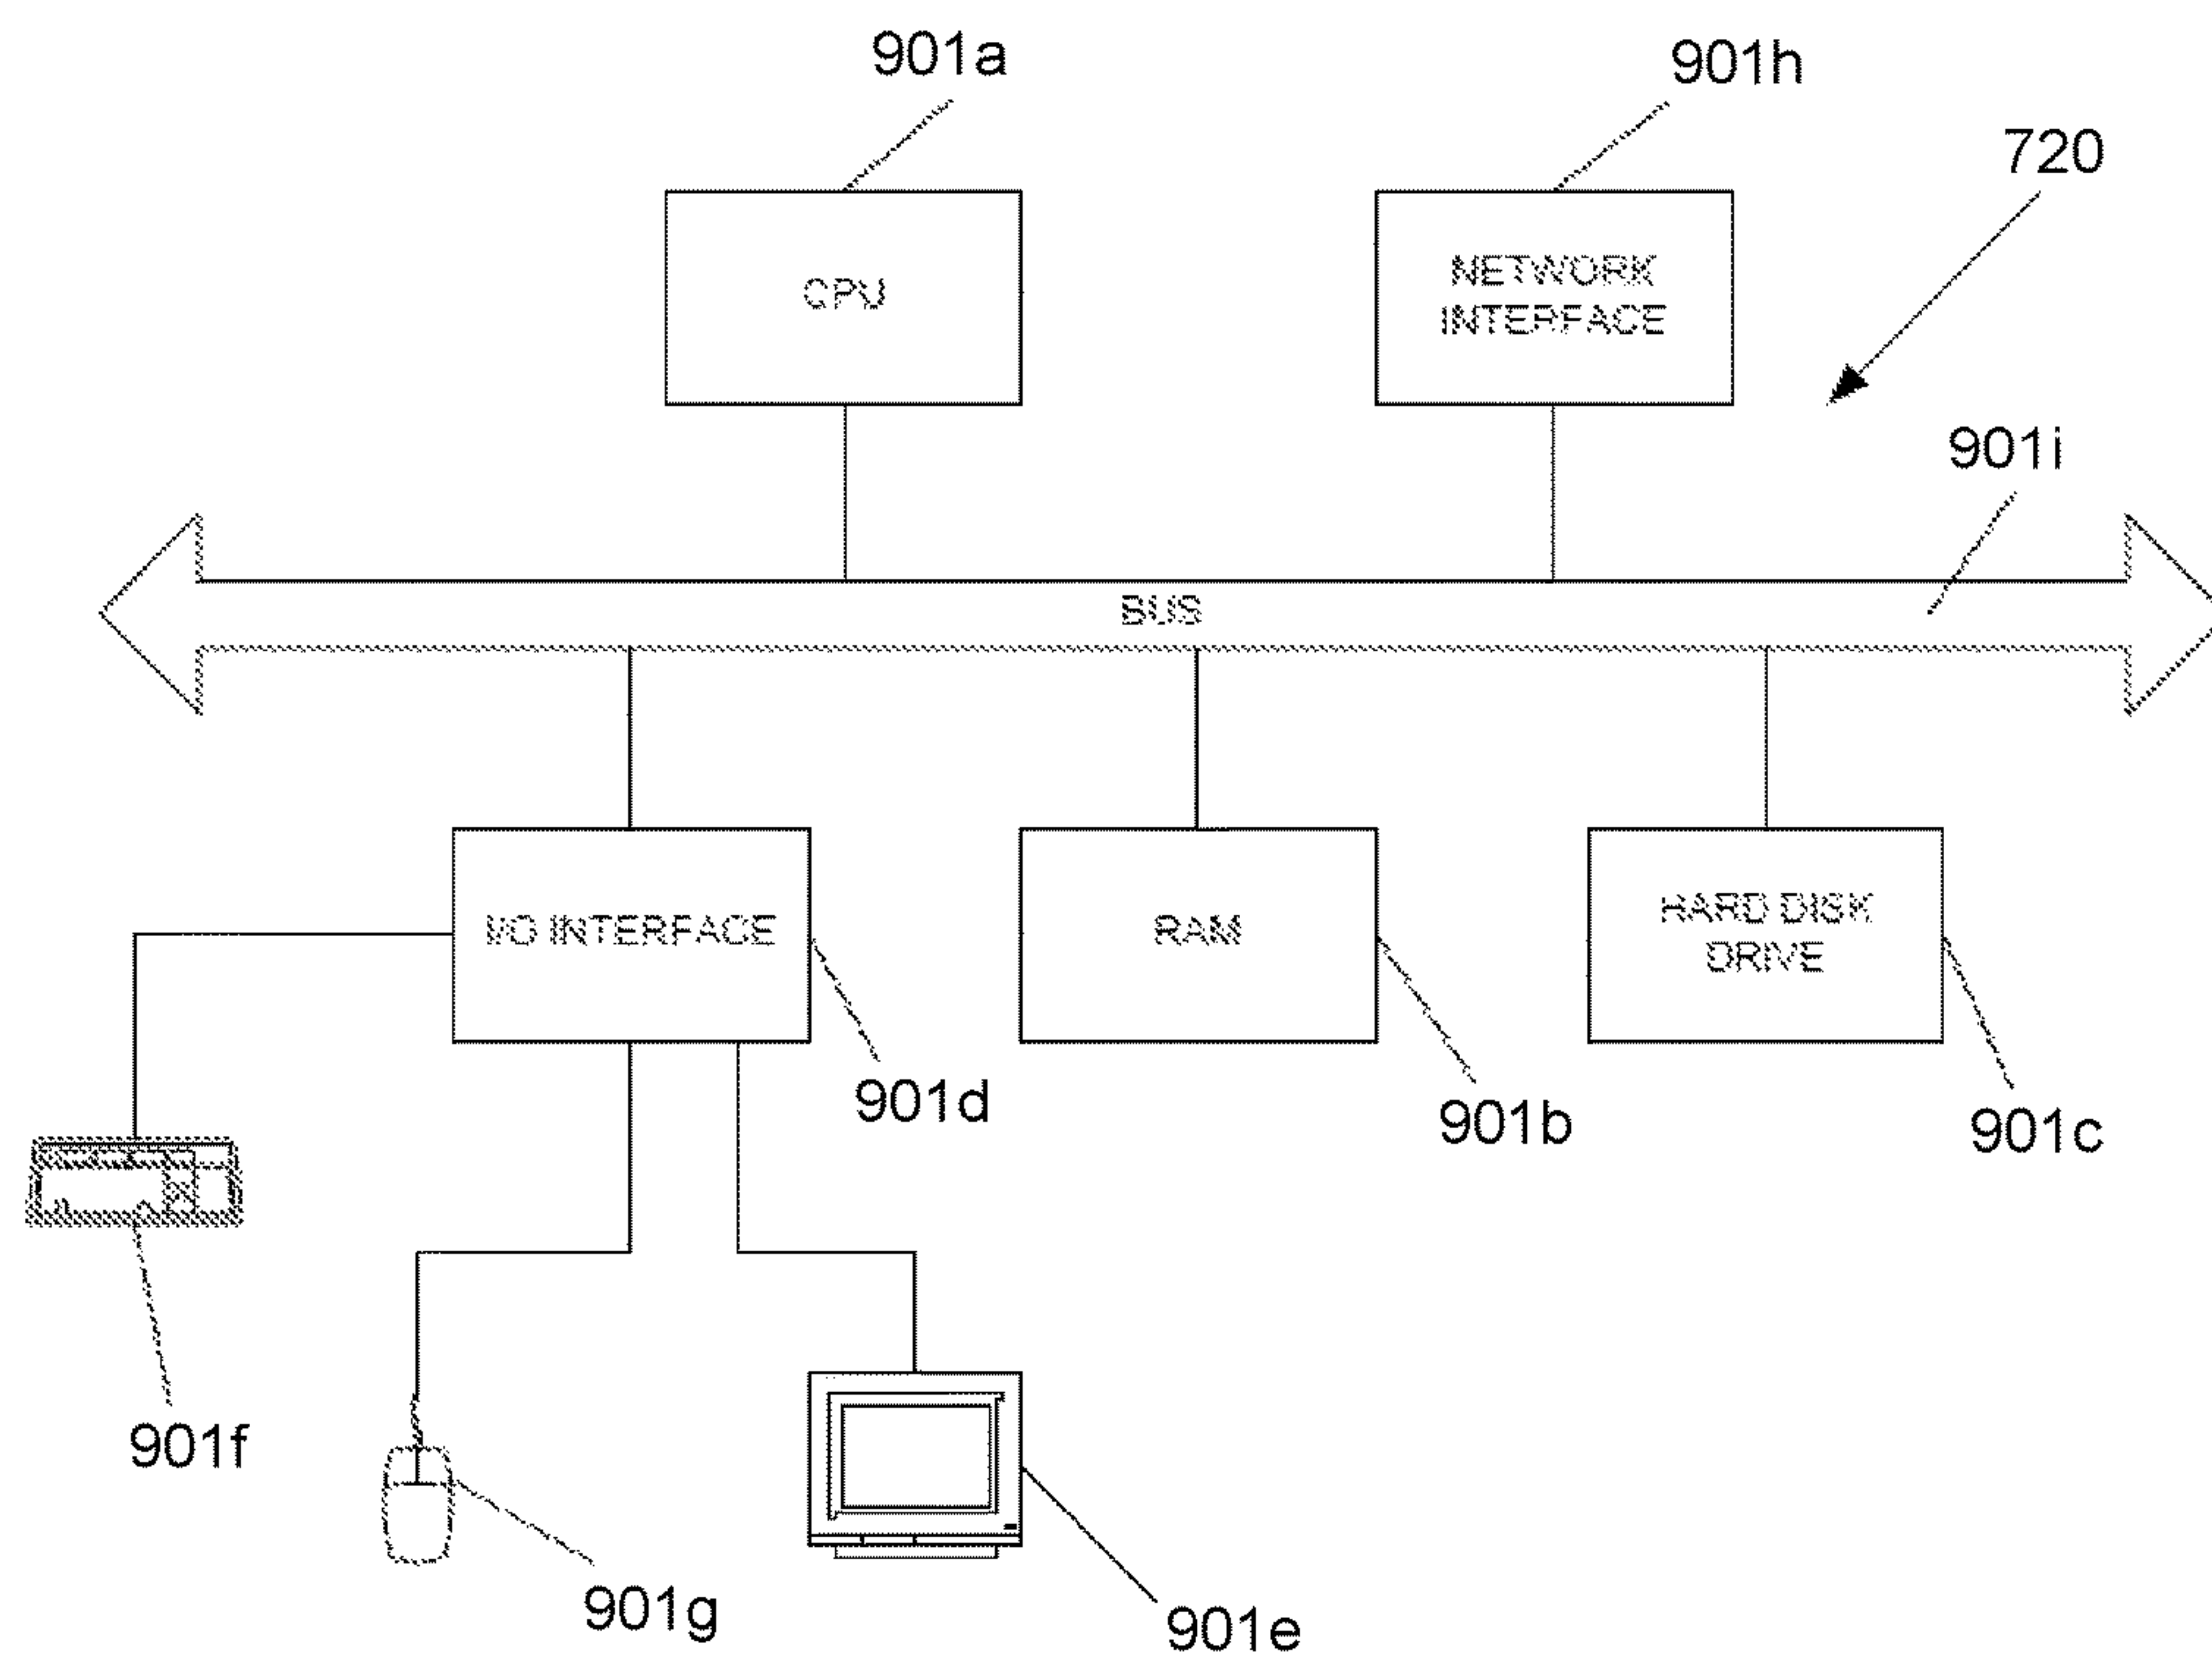 901a
901h
720
CPU
NETWORK
INTERFACE
901i
BUS
I/O INTERFACE
RAM
HARD DISK
DRIVE
901d
901b
901c
901f
901g
901e